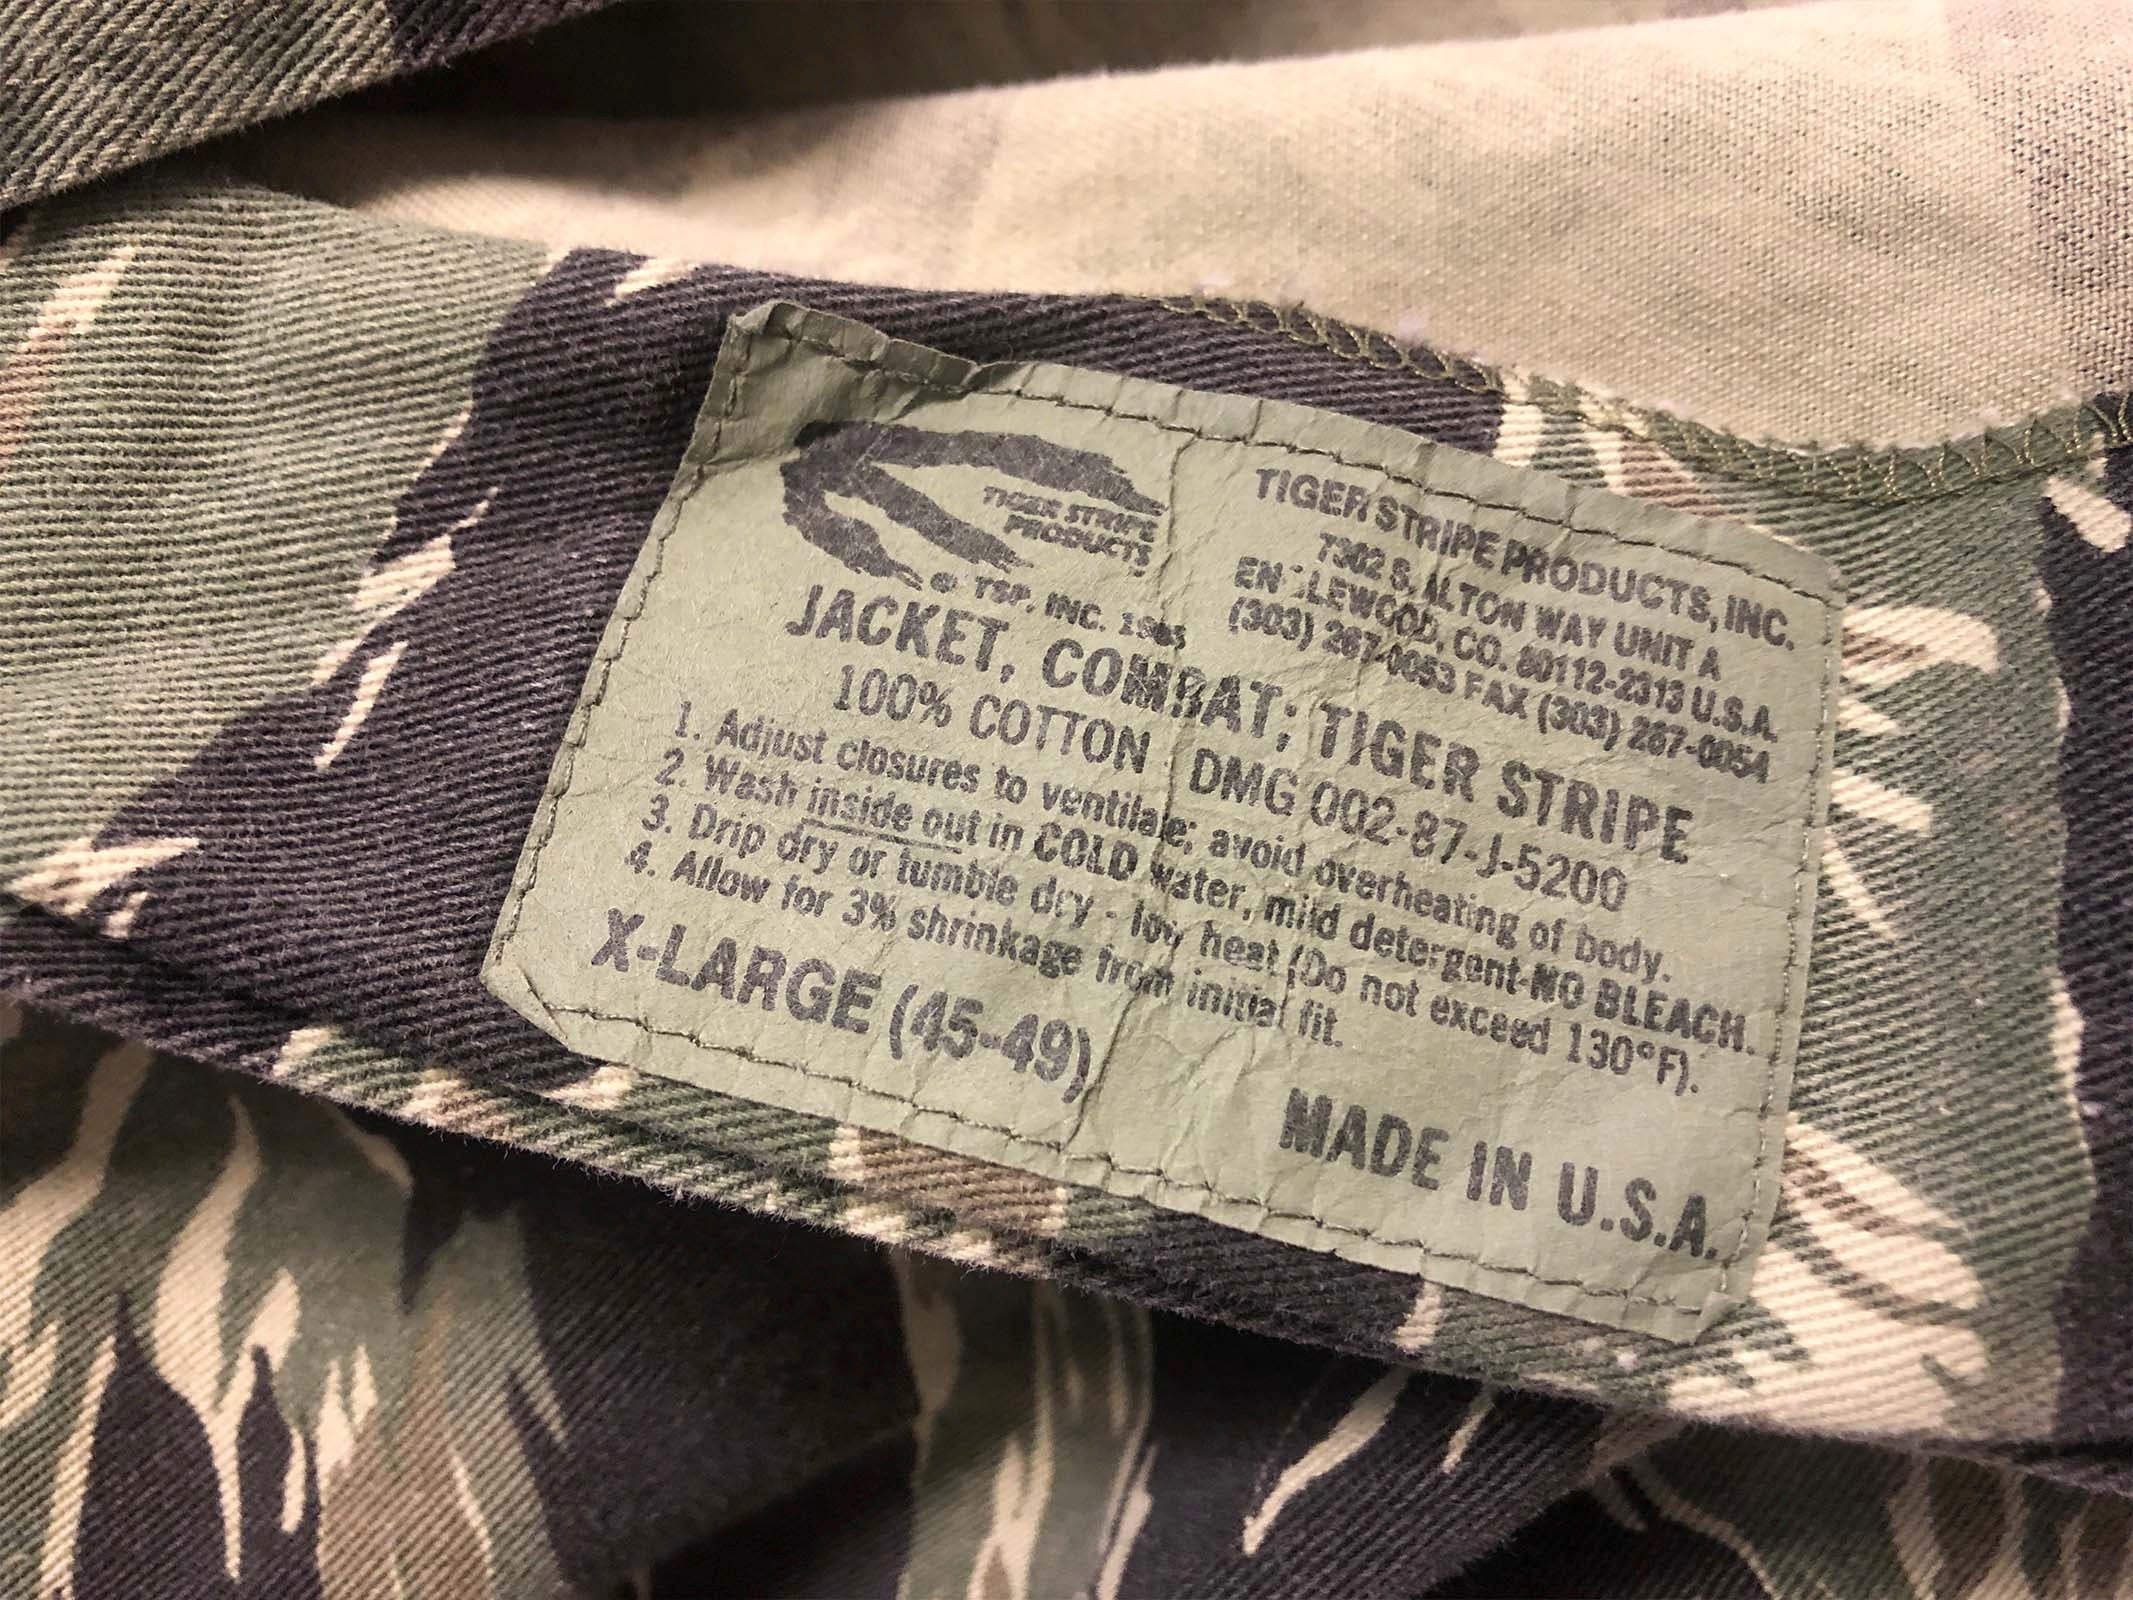 TIGER STRIPE
PRODUCTS
© TSP, INC.
TIGER STRIPE PRODUCTS, INC.
7302 S. ALTON WAY UNIT A
ENGLEWOOD, CO. 80112-2313 U.S.A.
(303) 267-0053 FAX (303) 267-0054
JACKET, COMBAT; TIGER STRIPE
100% COTTON DMG 002-87-J-5200
1. Adjust closures to ventilate; avoid overheating of body.
2. Wash inside out in COLD water, mild detergent-NO BLEACH.
3. Drip dry or tumble dry - low heat (Do not exceed 130°F).
4. Allow for 3% shrinkage from initial fit.
X-LARGE (45-49)
MADE IN U.S.A.